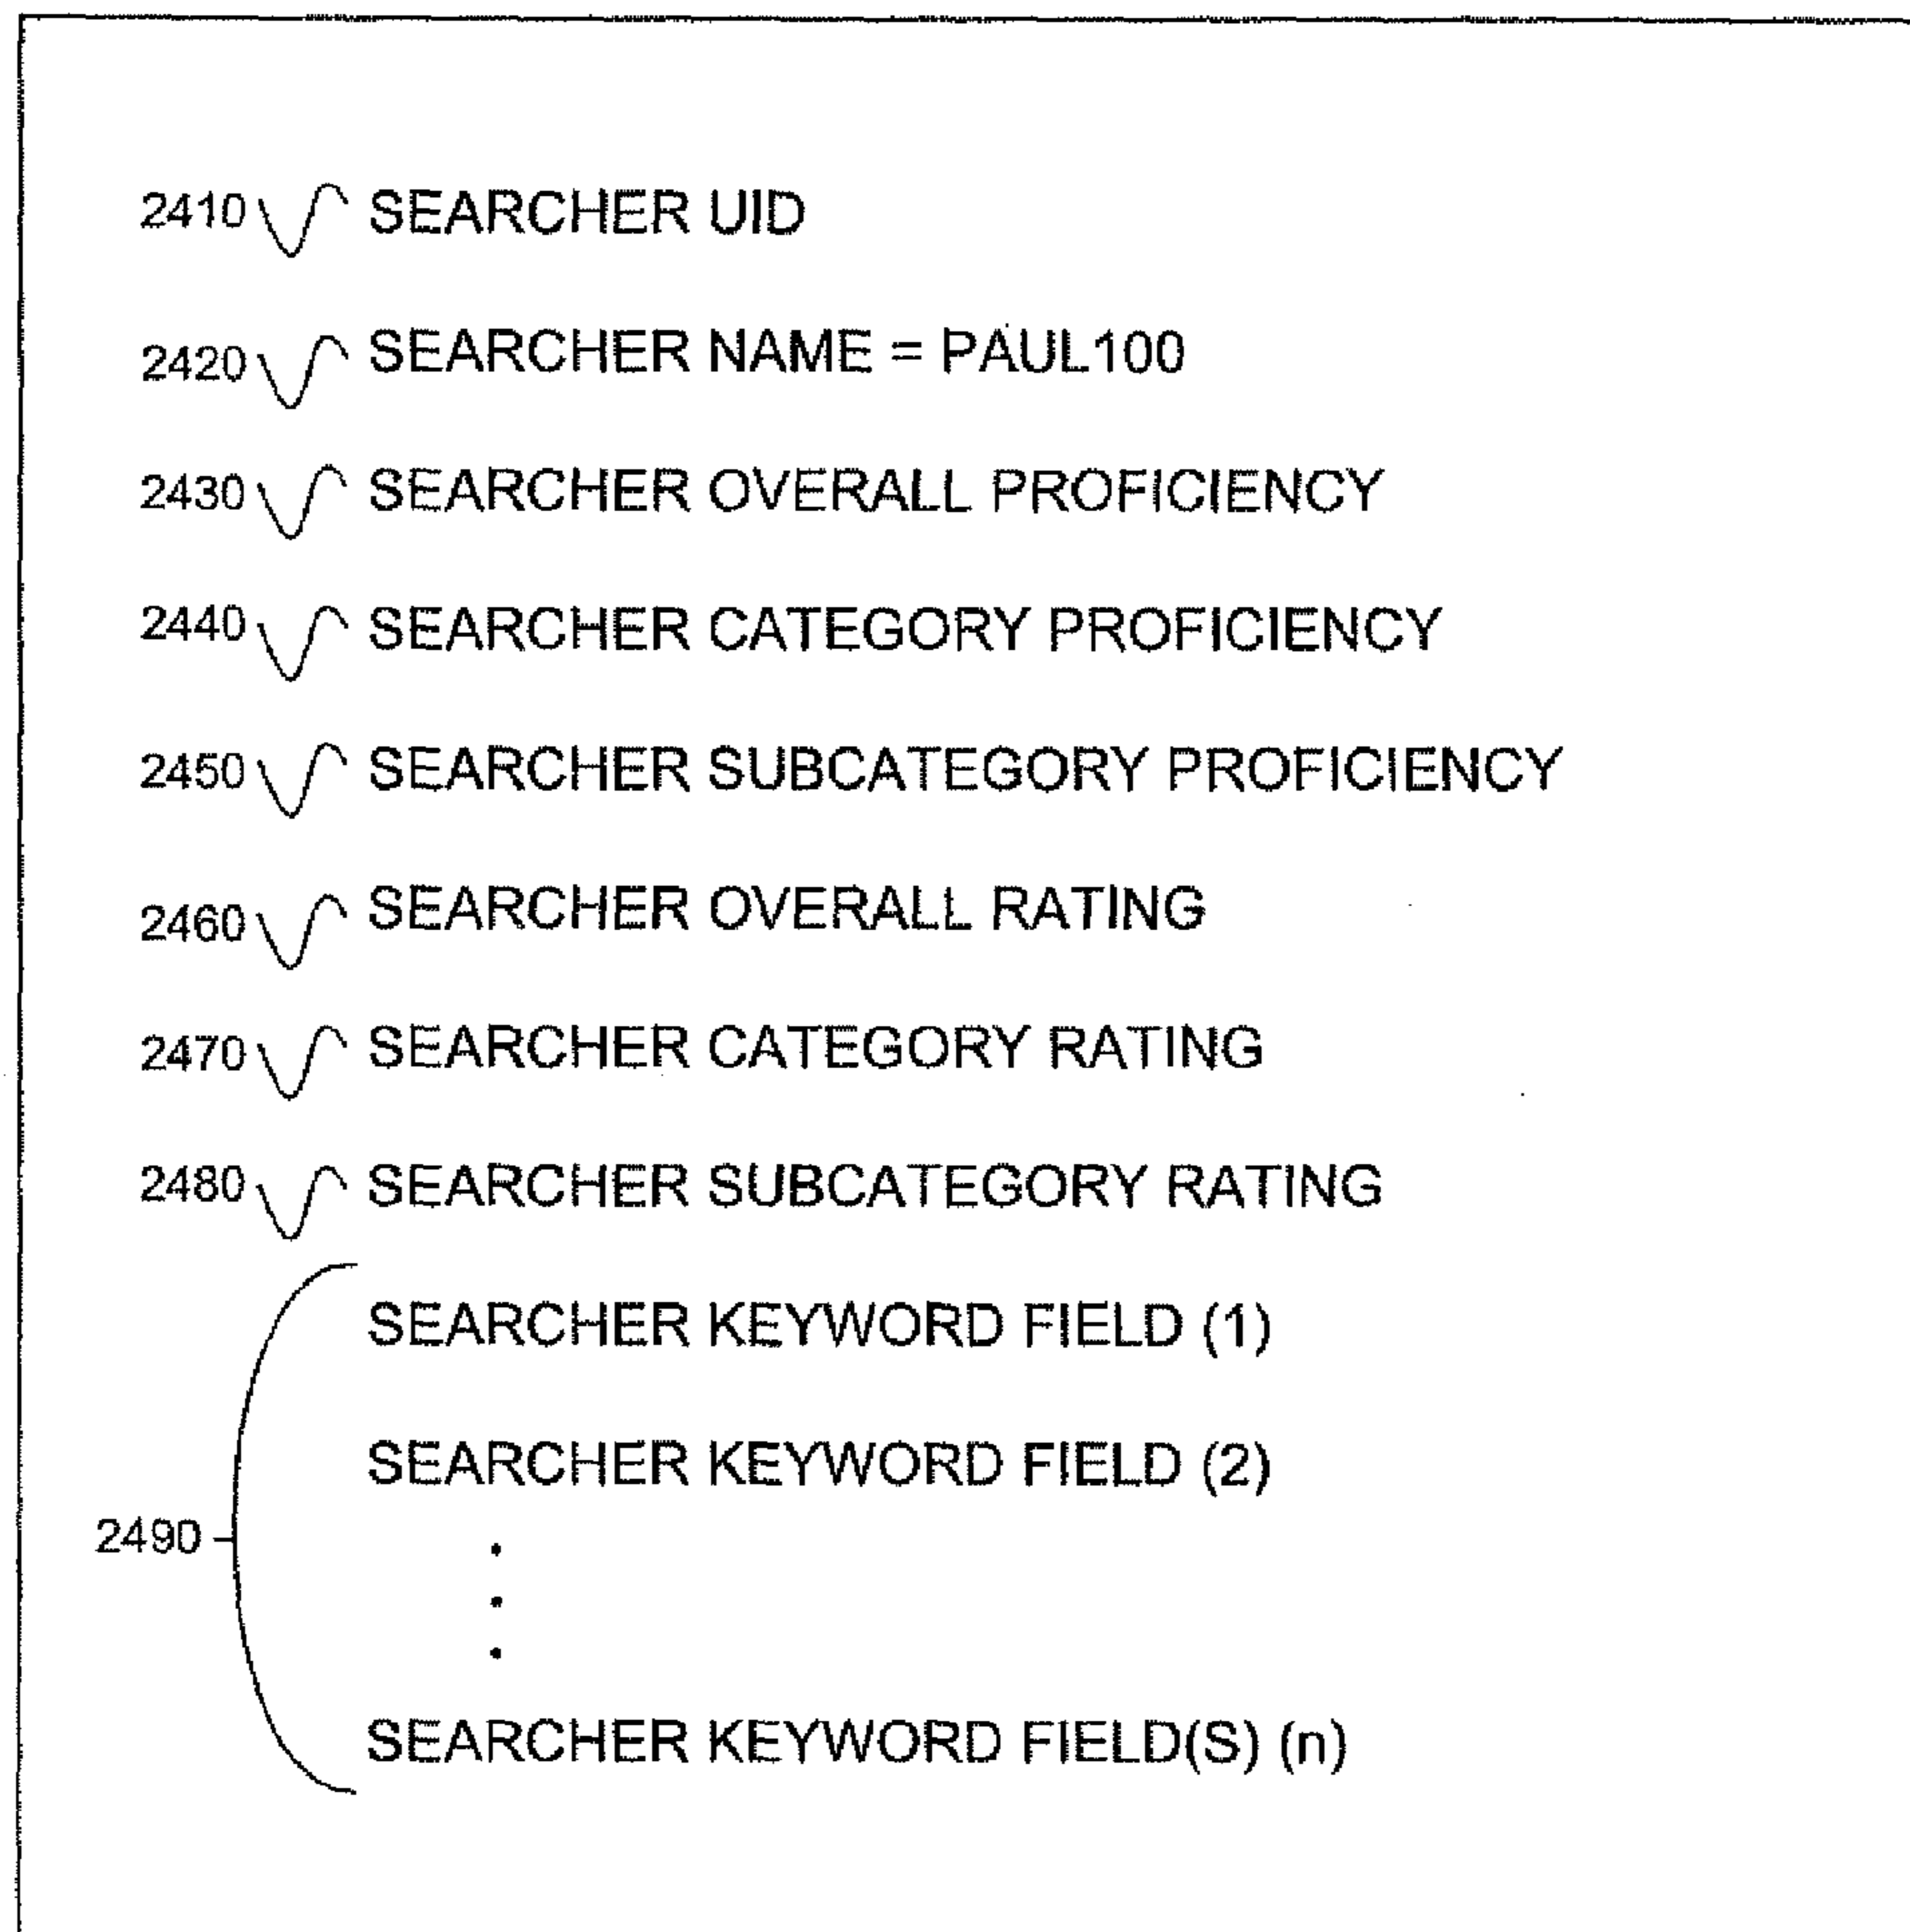 2410 SEARCHER UID
2420 SEARCHER NAME = PAUL100
2430 SEARCHER OVERALL PROFICIENCY
2440 SEARCHER CATEGORY PROFICIENCY
2450 SEARCHER SUBCATEGORY PROFICIENCY
2460 SEARCHER OVERALL RATING
2470 SEARCHER CATEGORY RATING
2480 SEARCHER SUBCATEGORY RATING
SEARCHER KEYWORD FIELD (1)
SEARCHER KEYWORD FIELD (2)
2490
SEARCHER KEYWORD FIELD(S) (n)